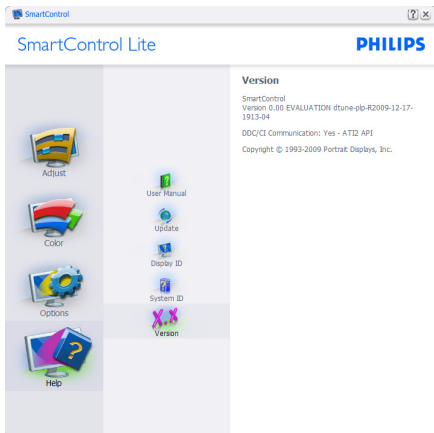 SmartControl
SmartControl Lite
PHILIPS
Adjust
Color
Options
Help
User Manual
Update
Display ID
System ID
X.X
Version
Version
SmartControl
Version 0.00 EVALUATION dtune-plp-R2009-12-17-
1913-04
DDC/CI Communication: Yes - ATI2 API
Copyright © 1993-2009 Portrait Displays, Inc.